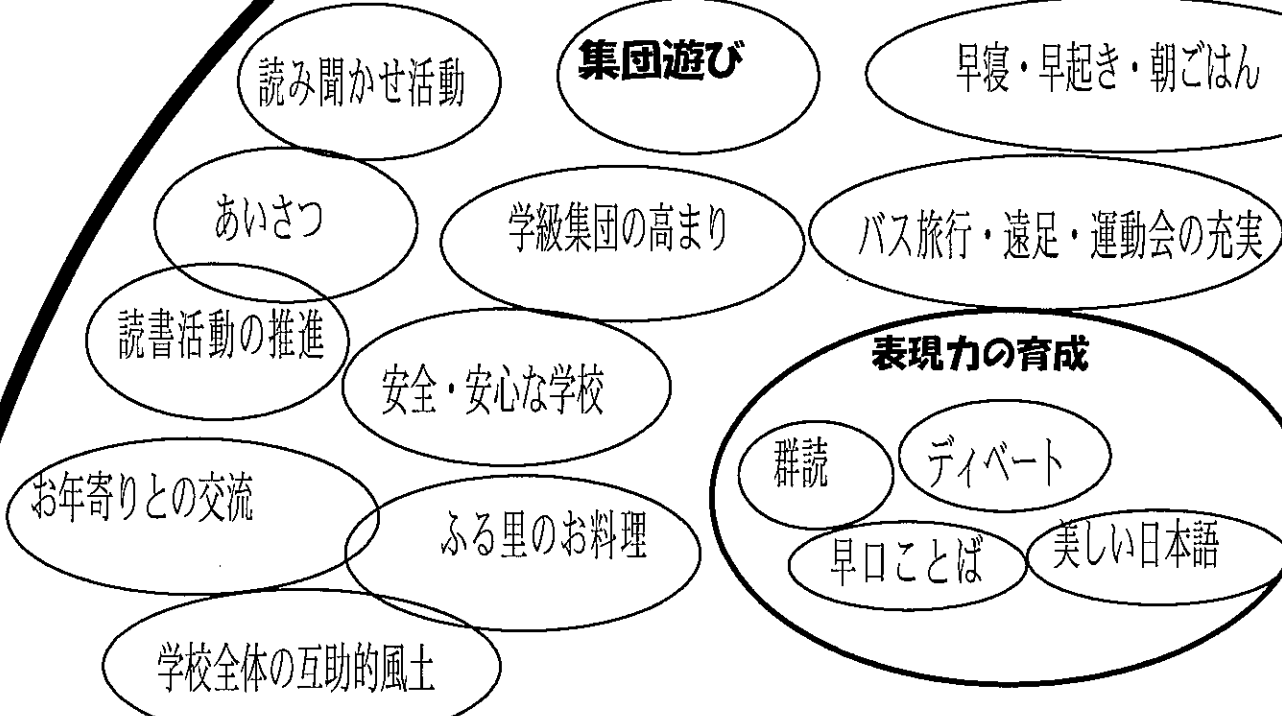 読み聞かせ活動
集団遊び
早寝・早起き・朝ごはん
あいさつ
学級集団の高まり
バス旅行・遠足・運動会の充実
読書活動の推進
安全・安心な学校
表現力の育成
群読
ディベート
お年寄りとの交流
ふる里のお料理
早口ことば
美しい日本語
学校全体の互助的風土